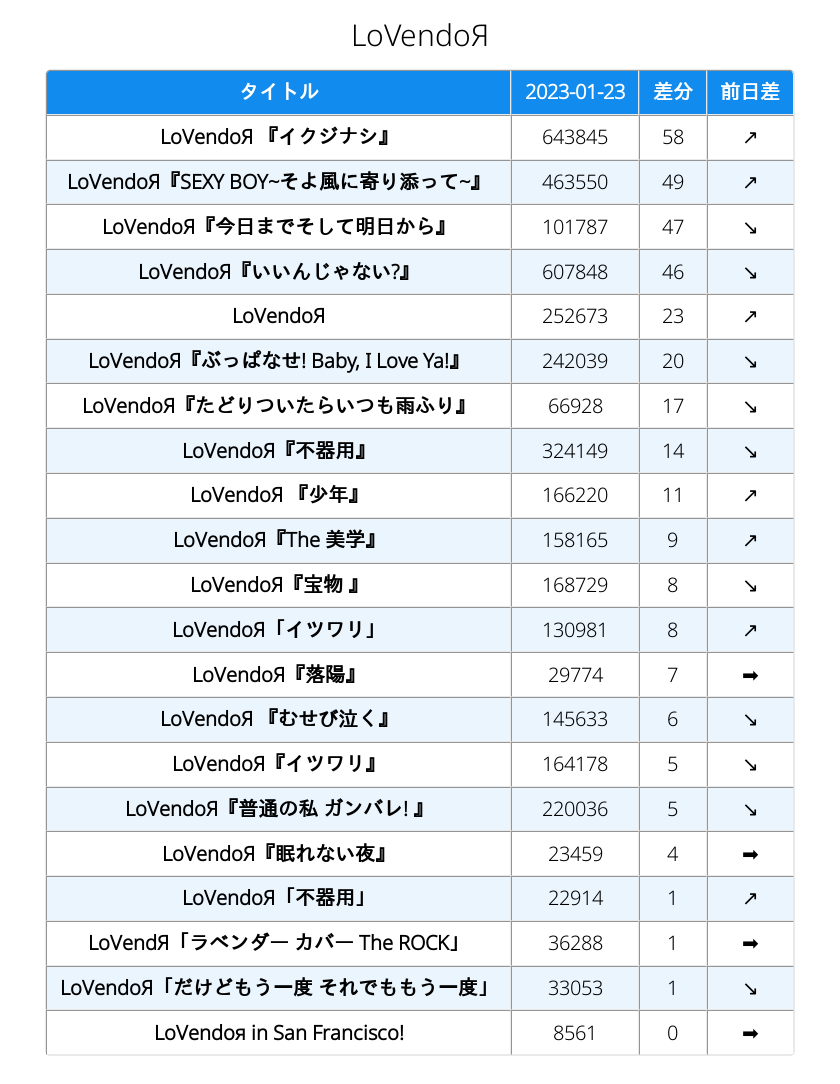 LoVendoЯ
タイトル 2023-01-23 差分 前日差
LoVendoЯ 『イクジナシ』 643845 58 ↗
LoVendoЯ『SEXY BOY~そよ風に寄り添って~』 463550 49 ↗
LoVendoЯ『今日までそして明日から』 101787 47 ↘
LoVendoЯ『いいんじゃない?』 607848 46 ↘
LoVendoЯ 252673 23 ↗
LoVendoЯ『ぶっぱなせ! Baby, I Love Ya!』 242039 20 ↘
LoVendoЯ『たどりついたらいつも雨ふり』 66928 17 ↘
LoVendoЯ『不器用』 324149 14 ↘
LoVendoЯ 『少年』 166220 11 ↗
LoVendoЯ『The 美学』 158165 9 ↗
LoVendoЯ『宝物 』 168729 8 ↘
LoVendoЯ「イツワリ」 130981 8 ↗
LoVendoЯ『落陽』 29774 7 ➡
LoVendoЯ 『むせび泣く』 145633 6 ↘
LoVendoЯ『イツワリ』 164178 5 ↘
LoVendoЯ『普通の私 ガンバレ! 』 220036 5 ↘
LoVendoЯ『眠れない夜』 23459 4 ➡
LoVendoЯ「不器用」 22914 1 ↗
LoVendЯ「ラベンダー カバー The ROCK」 36288 1 ➡
LoVendoЯ「だけどもう一度 それでももう一度」 33053 1 ↘
LoVendoя in San Francisco! 8561 0 ➡